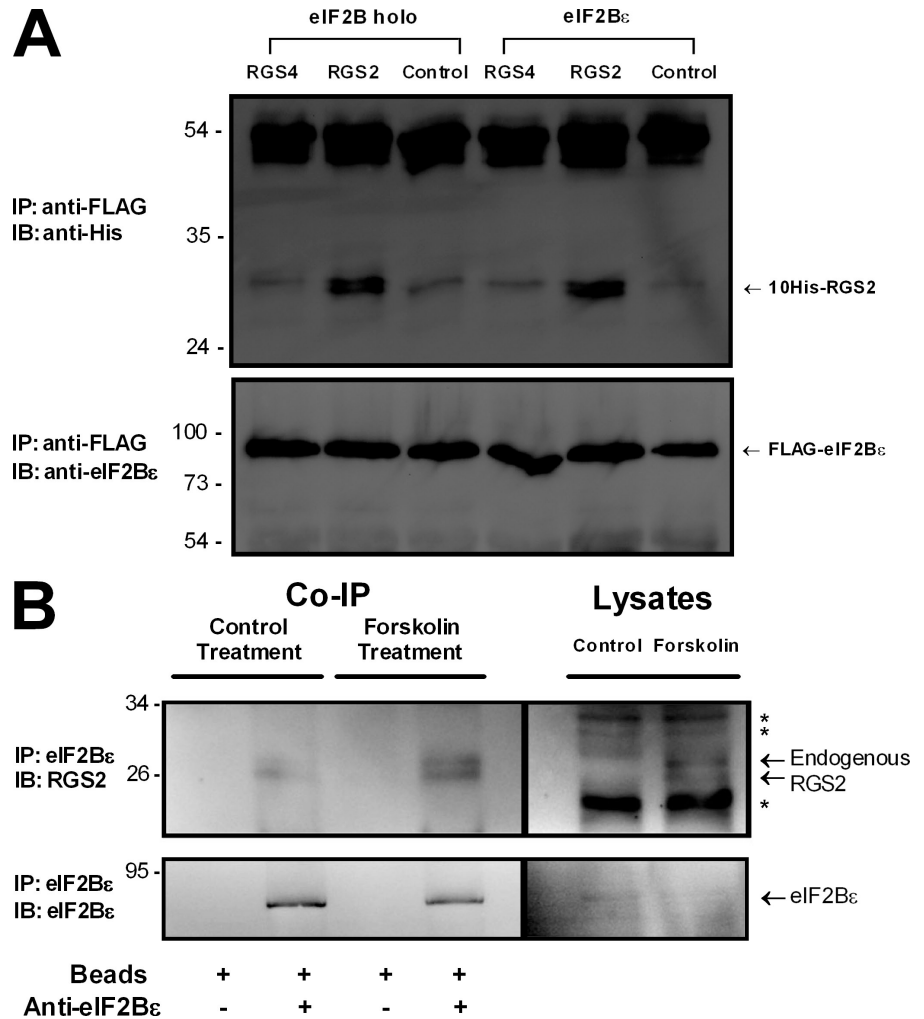 A
eIF2B holo eIF2Bε
RGS4 RGS2 Control RGS4 RGS2 Control
54 -
IP: anti-FLAG
IB: anti-His
35 -
← 10His-RGS2
24 -
100 -
IP: anti-FLAG
IB: anti-eIF2Bε
← FLAG-eIF2Bε
73 -
54 -
B
Co-IP Lysates
Control Treatment
Forskolin Treatment
Control Forskolin
34 -
*
*
IP: eIF2Bε
IB: RGS2
26 -
← Endogenous
← RGS2
*
95 -
IP: eIF2Bε
IB: eIF2Bε
← eIF2Bε
Beads + + + +
Anti-eIF2Bε - + - +